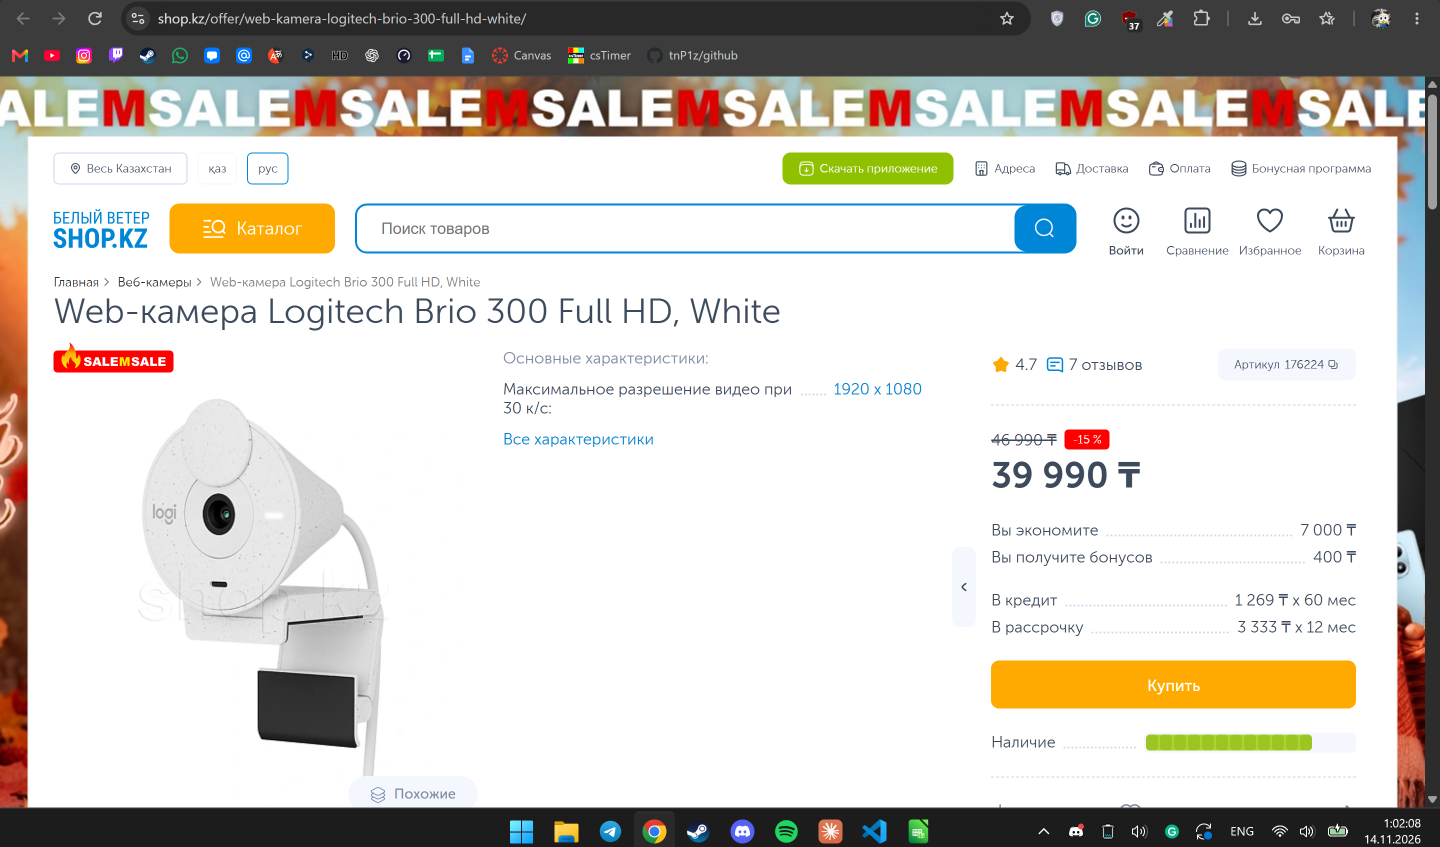 shop.kz/offer/web-kamera-logitech-brio-300-full-hd-white/
37
HD
Canvas
csTimer
tnP1z/github
ALEMSALEMSALEMSALEMSALEMSALEMSALEMSALE
Весь Казахстан
қаз
рус
Скачать приложение
Адреса
Доставка
Оплата
Бонусная программа
БЕЛЫЙ ВЕТЕР
SHOP.KZ
Каталог
Поиск товаров
Войти
Сравнение
Избранное
Корзина
Главная
Веб-камеры
Web-камера Logitech Brio 300 Full HD, White
Web-камера Logitech Brio 300 Full HD, White
SALEMSALE
Основные характеристики:
Максимальное разрешение видео при 1920 x 1080
30 к/с:
Все характеристики
4.7
7 отзывов
Артикул 176224
46 990 ₸
-15 %
39 990 ₸
Вы экономите 7 000 ₸
Вы получите бонусов 400 ₸
В кредит 1 269 ₸ x 60 мес
В рассрочку 3 333 ₸ x 12 мес
Купить
Наличие
logi
shop.kz
Похожие
ENG
1:02:08
14.11.2026